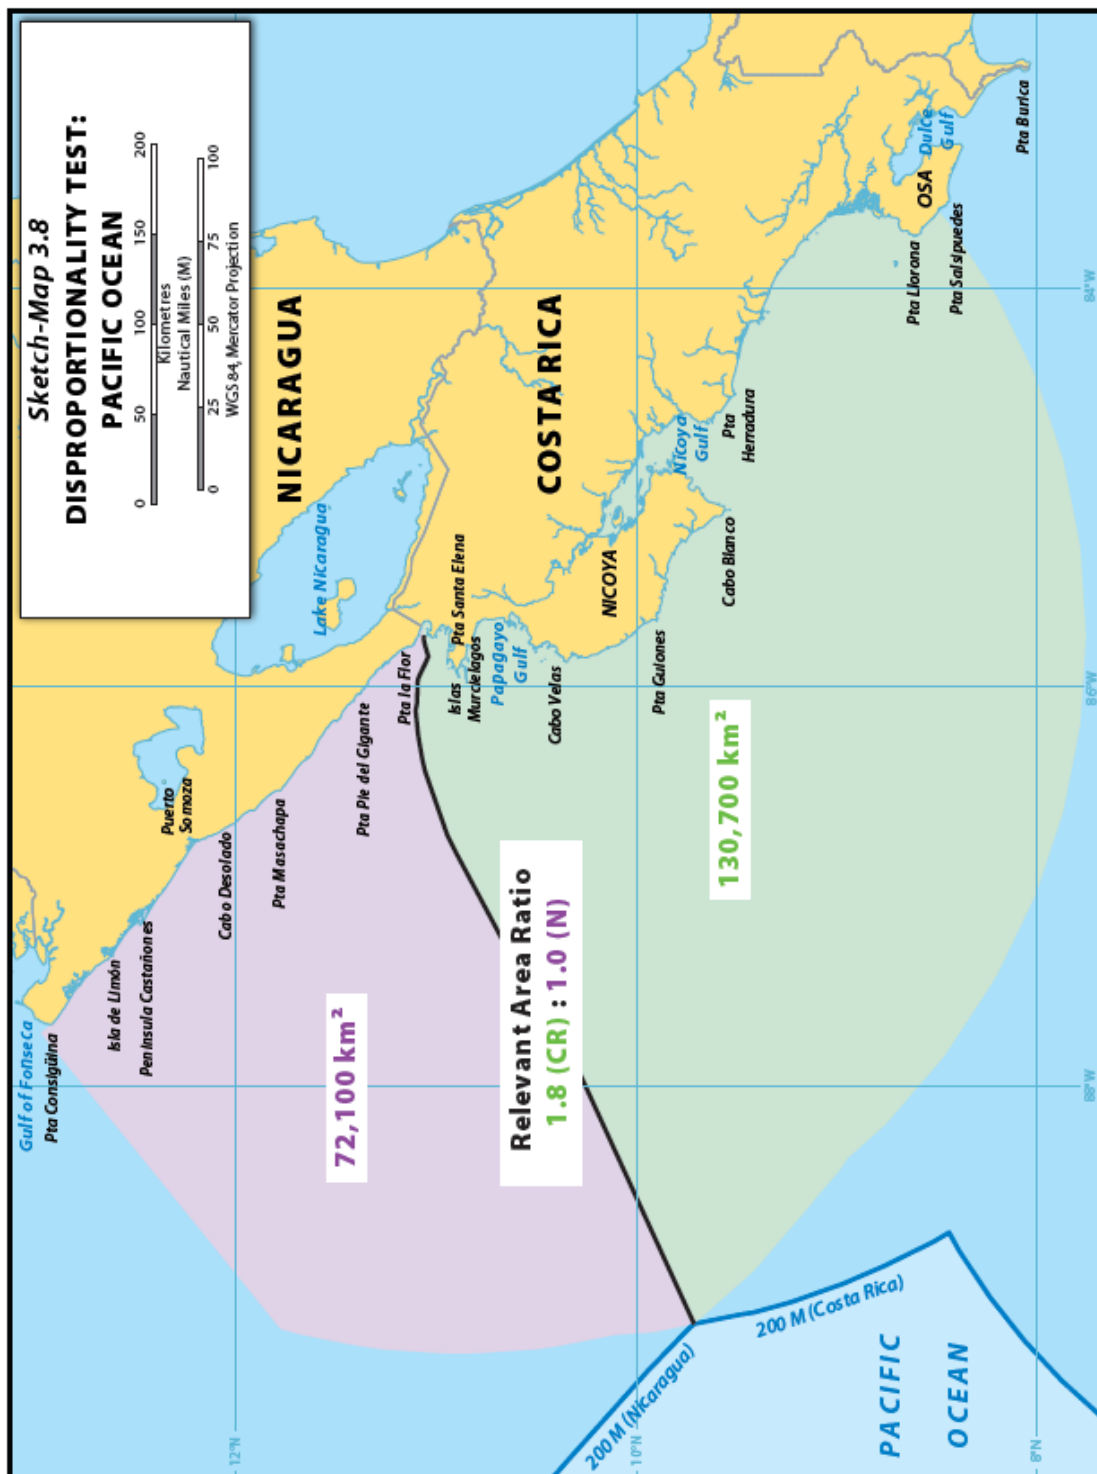 Sketch-Map 3.8
DISPROPORTIONALITY TEST:
PACIFIC OCEAN
0 50 100 150 200
Kilometres
Nautical Miles (M)
0 25 50 75 100
WGS 84, Mercator Projection
Gulf of Fonseca
Pta Consigüina
Isla de Limón
Peninsula Castañones
Puerto
Somoza
Cabo Desolado
Pta Masachapa
Lake Nicaragua
NICARAGUA
Pta Pie del Gigante
Pta la Flor
Pta Santa Elena
Islas
Murcielagos
Papagayo
Gulf
COSTA RICA
Cabo Velas
NICOYA
Nicoya
Gulf
Pta Guiones
Cabo Blanco
Pta
Herradura
Pta Llorona
OSA
Dulce
Gulf
Pta Salsipuedes
Pta Burica
72,100 km²
Relevant Area Ratio
1.8 (CR) : 1.0 (N)
130,700 km²
200 M (Nicaragua)
200 M (Costa Rica)
PACIFIC
OCEAN
12°N
10°N
8°N
88°W
86°W
84°W